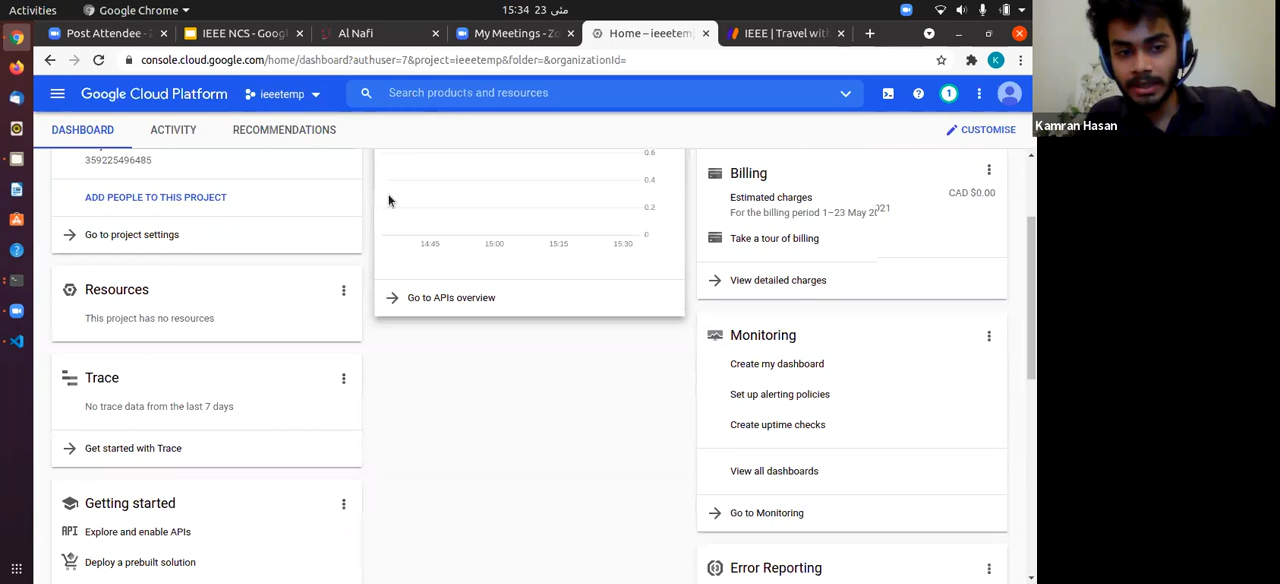 Activities
Google Chrome
15:34 23 مئی
Post Attendee - Z
IEEE NCS - Googl
Al Nafi
My Meetings - Zo
Home – ieeetem
IEEE | Travel with
console.cloud.google.com/home/dashboard?authuser=7&project=ieeetemp&folder=&organizationId=
K
Google Cloud Platform
ieeetemp
Search products and resources
1
DASHBOARD
ACTIVITY
RECOMMENDATIONS
CUSTOMISE
Kamran Hasan
359225496485
ADD PEOPLE TO THIS PROJECT
Go to project settings
Resources
This project has no resources
Trace
No trace data from the last 7 days
Get started with Trace
Getting started
API Explore and enable APIs
Deploy a prebuilt solution
0.6
0.4
0.2
0
14:45 15:00 15:15 15:30
Go to APIs overview
Billing
Estimated charges
CAD $0.00
For the billing period 1–23 May 2021
Take a tour of billing
View detailed charges
Monitoring
Create my dashboard
Set up alerting policies
Create uptime checks
View all dashboards
Go to Monitoring
Error Reporting